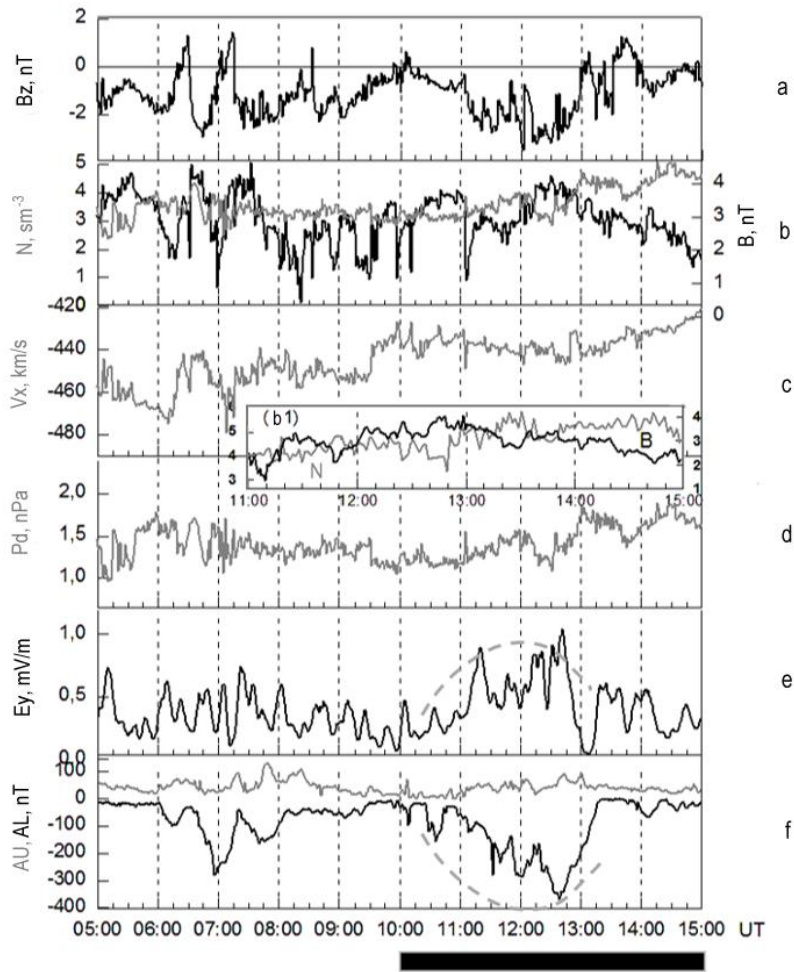 2
0
-2
Bz, nT
a
5
4
3
2
1
0
N, sm⁻³
4
3
2
1
0
B, nT
b
-420
-440
-460
-480
Vx, km/s
c
(b1)
5
4
3
N
B
4
3
2
1
11:00 12:00 13:00 14:00 15:00
2,0
1,5
1,0
Pd, nPa
d
1,0
0,5
0,0
Ey, mV/m
e
100
0
-100
-200
-300
-400
AU, AL, nT
f
05:00 06:00 07:00 08:00 09:00 10:00 11:00 12:00 13:00 14:00 15:00 UT